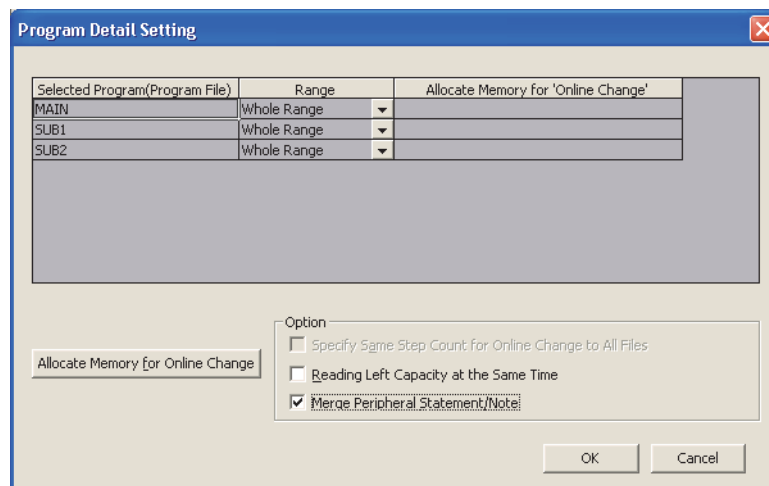 Program Detail Setting
Selected Program(Program File) Range Allocate Memory for 'Online Change'
MAIN Whole Range
SUB1 Whole Range
SUB2 Whole Range
Option
Specify Same Step Count for Online Change to All Files
Allocate Memory for Online Change
Reading Left Capacity at the Same Time
Merge Peripheral Statement/Note
OK Cancel